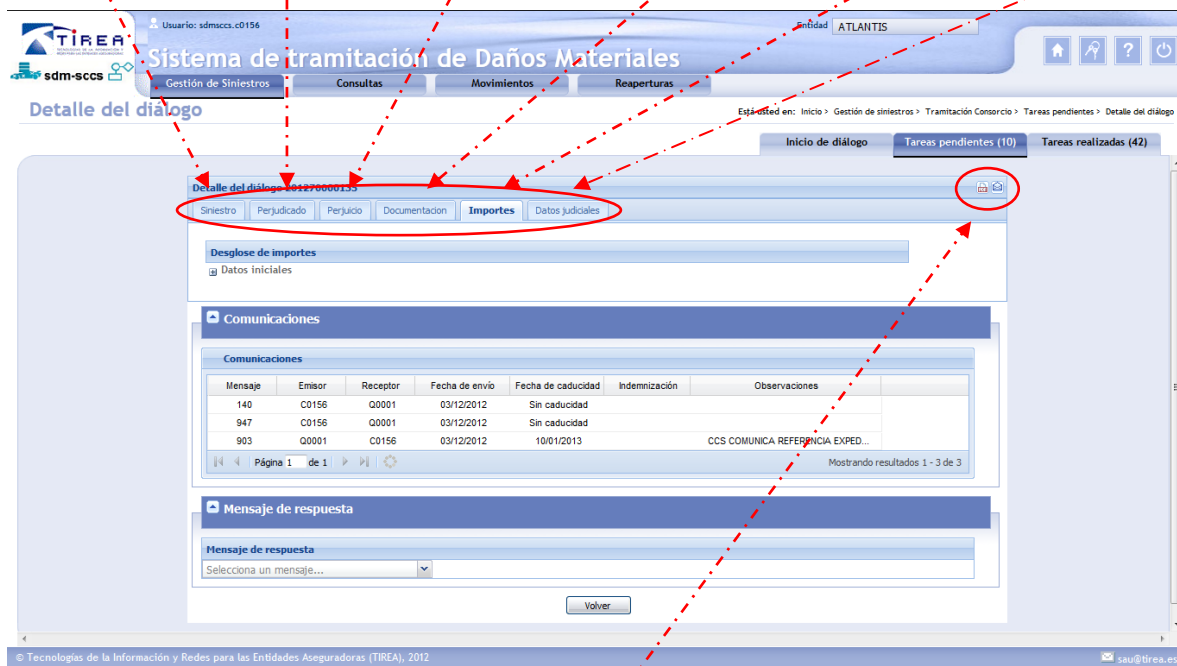 Usuario: sdmsccs.c0156
Entidad ATLANTIS
TIREA
sdm-sccs
Sistema de tramitación de Daños Materiales
Gestión de Siniestros Consultas Movimientos Reaperturas
Detalle del diálogo
Está usted en: Inicio > Gestión de siniestros > Tramitación Consorcio > Tareas pendientes > Detalle del diálogo
Inicio de diálogo Tareas pendientes (10) Tareas realizadas (42)
Detalle del diálogo 201270000133
Siniestro Perjudicado Perjuicio Documentacion Importes Datos judiciales
Desglose de importes
Datos iniciales
Comunicaciones
Comunicaciones
Mensaje Emisor Receptor Fecha de envío Fecha de caducidad Indemnización Observaciones
140 C0156 Q0001 03/12/2012 Sin caducidad
947 C0156 Q0001 03/12/2012 Sin caducidad
903 Q0001 C0156 03/12/2012 10/01/2013 CCS COMUNICA REFERENCIA EXPED...
Página 1 de 1 Mostrando resultados 1 - 3 de 3
Mensaje de respuesta
Mensaje de respuesta
Selecciona un mensaje...
Volver
© Tecnologías de la Información y Redes para las Entidades Aseguradoras (TIREA), 2012
sau@tirea.es